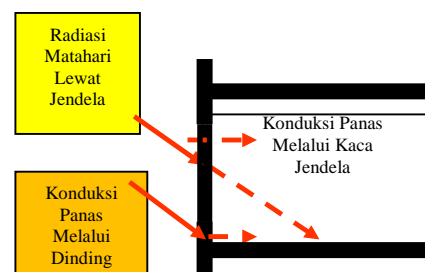 Radiasi
Matahari
Lewat
Jendela
Konduksi Panas
Melalui Kaca
Jendela
Konduksi
Panas
Melalui
Dinding